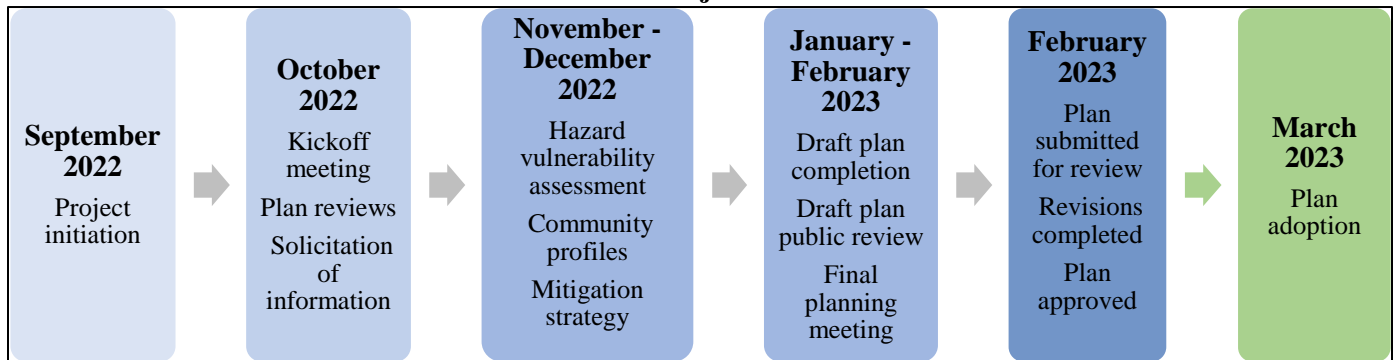 September
2022
Project
initiation
October
2022
Kickoff
meeting
Plan reviews
Solicitation
of
information
November -
December
2022
Hazard
vulnerability
assessment
Community
profiles
Mitigation
strategy
January -
February
2023
Draft plan
completion
Draft plan
public review
Final
planning
meeting
February
2023
Plan
submitted
for review
Revisions
completed
Plan
approved
March
2023
Plan
adoption